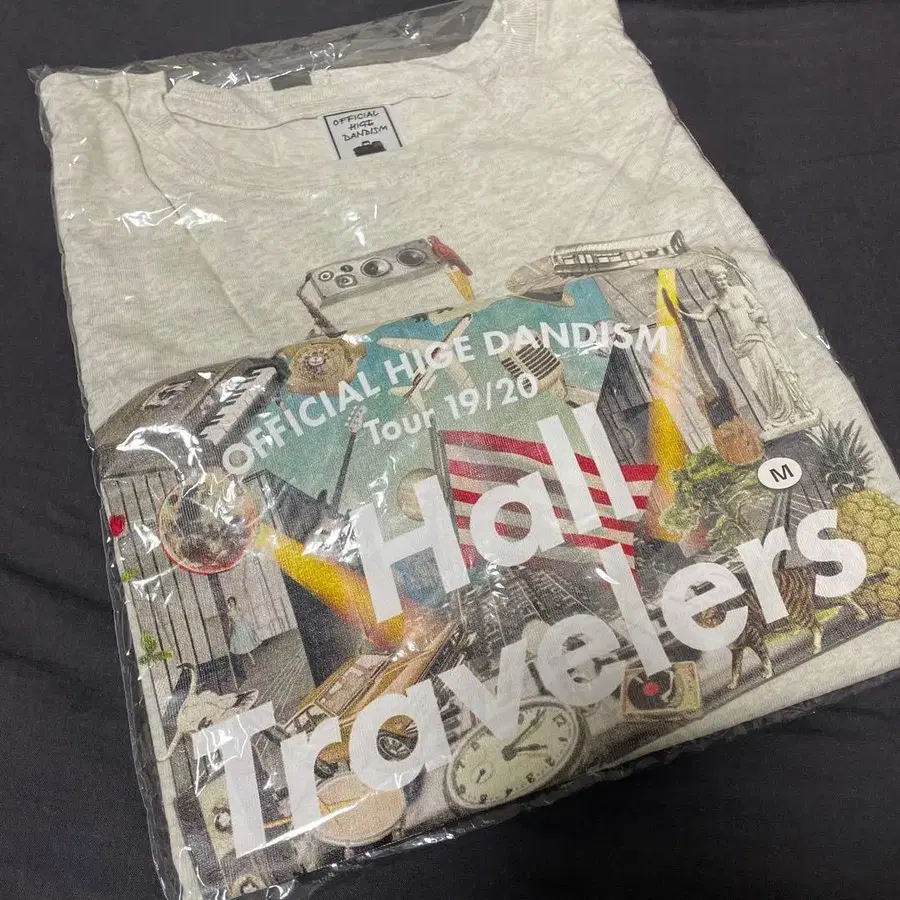 OFFICIAL
HIGE
DANDISM
OFFICIAL HIGE DANDISM
Tour 19/20
Hall
Travelers
M